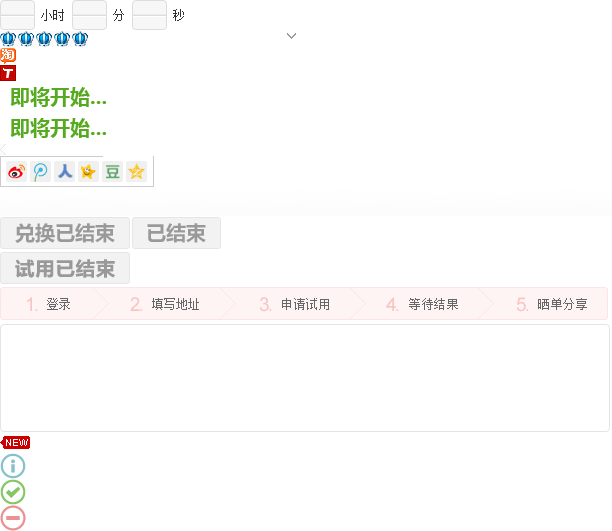 小时 分 秒
淘
T
即将开始...
即将开始...
人 豆
兑换已结束 已结束
试用已结束
1. 登录 2. 填写地址 3. 申请试用 4. 等待结果 5. 晒单分享
NEW